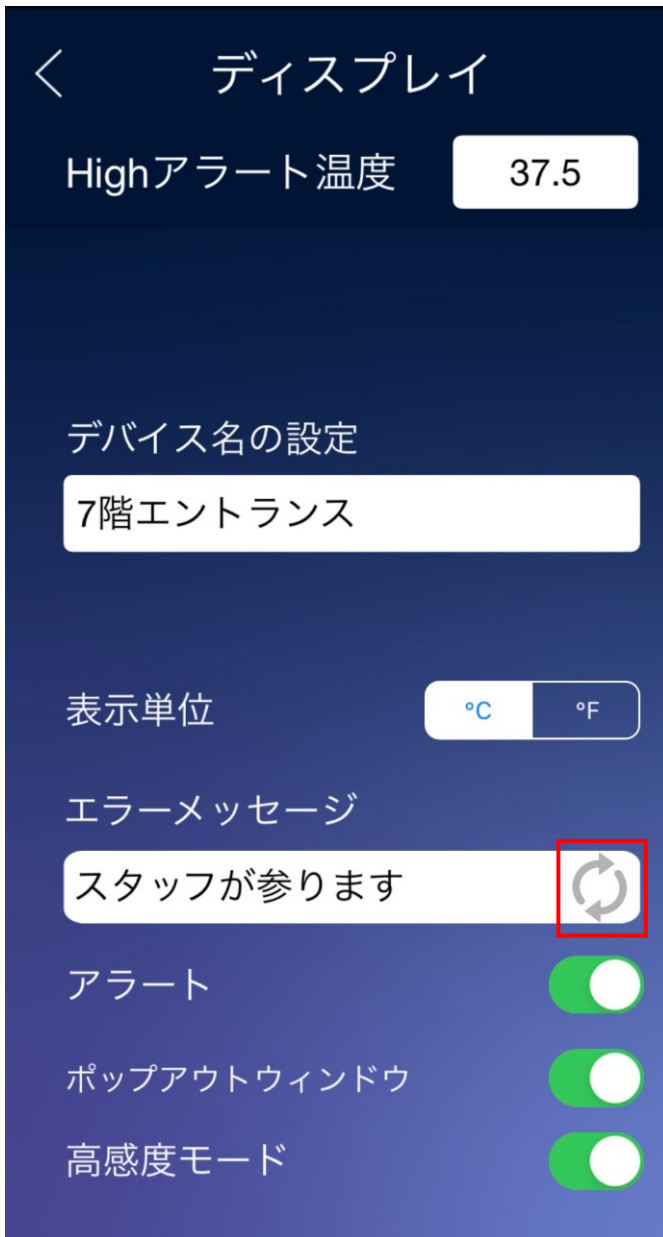 ディスプレイ
Highアラート温度 37.5
デバイス名の設定
7階エントランス
表示単位 °C °F
エラーメッセージ
スタッフが参ります
アラート
ポップアウトウィンドウ
高感度モード